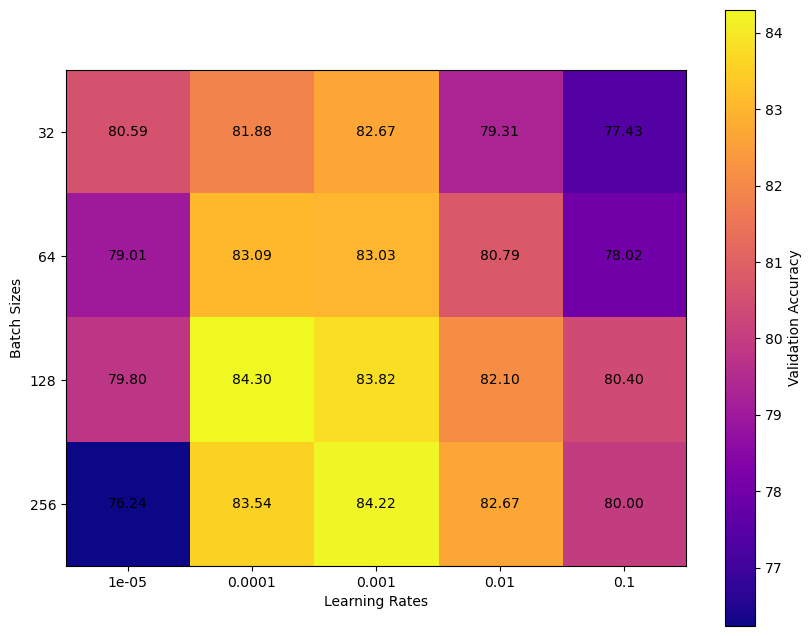 32 80.59 81.88 82.67 79.31 77.43
64 79.01 83.09 83.03 80.79 78.02
128 79.80 84.30 83.82 82.10 80.40
256 76.24 83.54 84.22 82.67 80.00
1e-05 0.0001 0.001 0.01 0.1
Learning Rates
Batch Sizes
84
83
82
81
80
79
78
77
Validation Accuracy